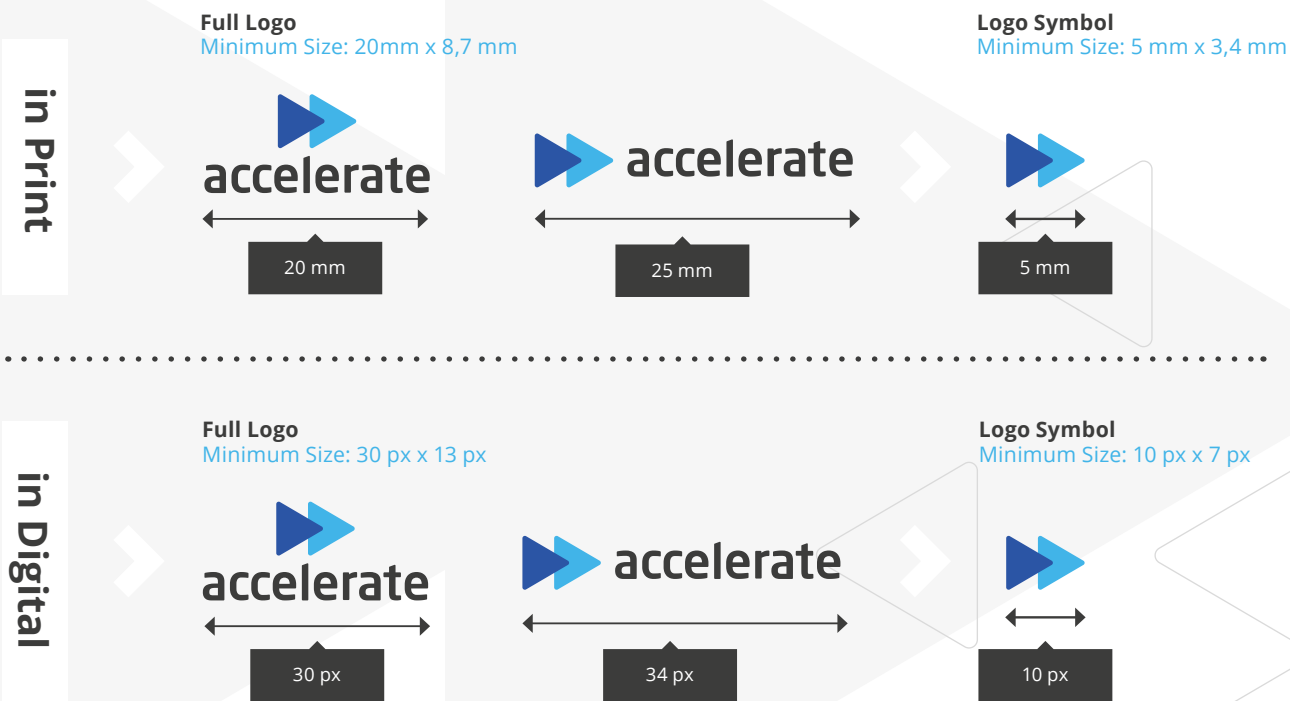 in Print
Full Logo
Minimum Size: 20mm x 8,7 mm
Logo Symbol
Minimum Size: 5 mm x 3,4 mm
accelerate
accelerate
20 mm
25 mm
5 mm
in Digital
Full Logo
Minimum Size: 30 px x 13 px
Logo Symbol
Minimum Size: 10 px x 7 px
accelerate
accelerate
30 px
34 px
10 px